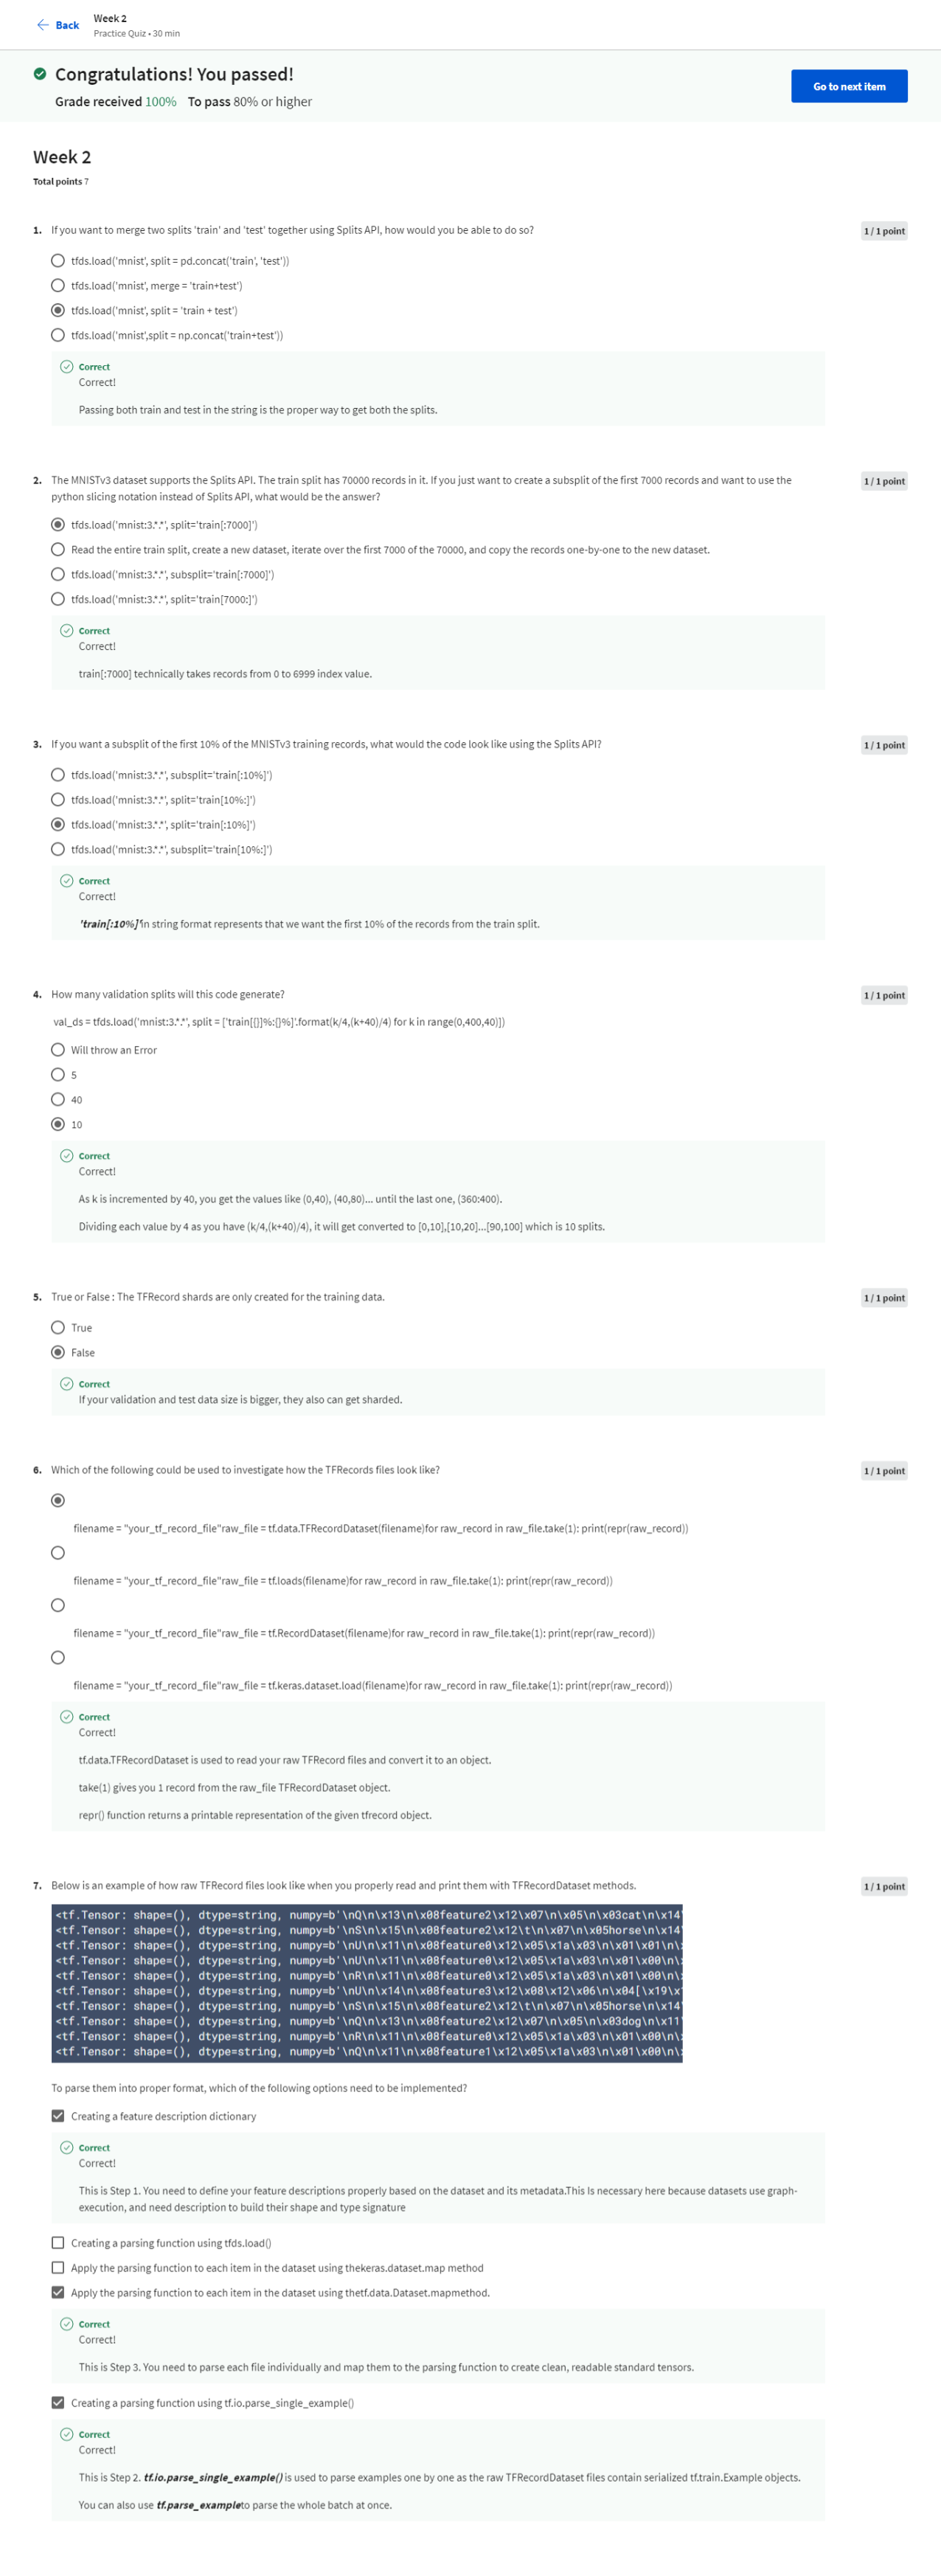 Back
Week 2
Practice Quiz • 30 min
Congratulations! You passed!
Grade received 100% To pass 80% or higher
Go to next item
Week 2
Total points 7
1. If you want to merge two splits 'train' and 'test' together using Splits API, how would you be able to do so?
1 / 1 point
tfds.load('mnist', split = pd.concat('train', 'test'))
tfds.load('mnist', merge = 'train+test')
tfds.load('mnist', split = 'train + test')
tfds.load('mnist',split = np.concat('train+test'))
Correct
Correct!
Passing both train and test in the string is the proper way to get both the splits.
2. The MNISTv3 dataset supports the Splits API. The train split has 70000 records in it. If you just want to create a subsplit of the first 7000 records and want to use the
python slicing notation instead of Splits API, what would be the answer?
1 / 1 point
tfds.load('mnist:3.*.*', split='train[:7000]')
Read the entire train split, create a new dataset, iterate over the first 7000 of the 70000, and copy the records one-by-one to the new dataset.
tfds.load('mnist:3.*.*', subsplit='train[:7000]')
tfds.load('mnist:3.*.*', split='train[7000:]')
Correct
Correct!
train[:7000] technically takes records from 0 to 6999 index value.
3. If you want a subsplit of the first 10% of the MNISTv3 training records, what would the code look like using the Splits API?
1 / 1 point
tfds.load('mnist:3.*.*', subsplit='train[:10%]')
tfds.load('mnist:3.*.*', split='train[10%:]')
tfds.load('mnist:3.*.*', split='train[:10%]')
tfds.load('mnist:3.*.*', subsplit='train[10%:]')
Correct
Correct!
'train[:10%]'in string format represents that we want the first 10% of the records from the train split.
4. How many validation splits will this code generate?
1 / 1 point
val_ds = tfds.load('mnist:3.*.*', split = ['train[{}]%:{}%]'.format(k/4,(k+40)/4) for k in range(0,400,40)])
Will throw an Error
5
40
10
Correct
Correct!
As k is incremented by 40, you get the values like (0,40), (40,80)... until the last one, (360:400).
Dividing each value by 4 as you have (k/4,(k+40)/4), it will get converted to [0,10],[10,20]...[90,100] which is 10 splits.
5. True or False : The TFRecord shards are only created for the training data.
1 / 1 point
True
False
Correct
If your validation and test data size is bigger, they also can get sharded.
6. Which of the following could be used to investigate how the TFRecords files look like?
1 / 1 point
filename = "your_tf_record_file"raw_file = tf.data.TFRecordDataset(filename)for raw_record in raw_file.take(1): print(repr(raw_record))
filename = "your_tf_record_file"raw_file = tf.loads(filename)for raw_record in raw_file.take(1): print(repr(raw_record))
filename = "your_tf_record_file"raw_file = tf.RecordDataset(filename)for raw_record in raw_file.take(1): print(repr(raw_record))
filename = "your_tf_record_file"raw_file = tf.keras.dataset.load(filename)for raw_record in raw_file.take(1): print(repr(raw_record))
Correct
Correct!
tf.data.TFRecordDataset is used to read your raw TFRecord files and convert it to an object.
take(1) gives you 1 record from the raw_file TFRecordDataset object.
repr() function returns a printable representation of the given tfrecord object.
7. Below is an example of how raw TFRecord files look like when you properly read and print them with TFRecordDataset methods.
1 / 1 point
<tf.Tensor: shape=(), dtype=string, numpy=b'\nQ\n\x13\n\x08feature2\x12\x07\n\x05\n\x03cat\n\x14
<tf.Tensor: shape=(), dtype=string, numpy=b'\nS\n\x15\n\x08feature2\x12\t\n\x07\n\x05horse\n\x14
<tf.Tensor: shape=(), dtype=string, numpy=b'\nU\n\x11\n\x08feature0\x12\x05\x1a\x03\n\x01\x01\n\
<tf.Tensor: shape=(), dtype=string, numpy=b'\nU\n\x11\n\x08feature0\x12\x05\x1a\x03\n\x01\x00\n\
<tf.Tensor: shape=(), dtype=string, numpy=b'\nR\n\x11\n\x08feature0\x12\x05\x1a\x03\n\x01\x00\n\
<tf.Tensor: shape=(), dtype=string, numpy=b'\nU\n\x14\n\x08feature3\x12\x08\x12\x06\n\x04[\x19\x
<tf.Tensor: shape=(), dtype=string, numpy=b'\nS\n\x15\n\x08feature2\x12\t\n\x07\n\x05horse\n\x14
<tf.Tensor: shape=(), dtype=string, numpy=b'\nQ\n\x13\n\x08feature2\x12\x07\n\x05\n\x03dog\n\x11
<tf.Tensor: shape=(), dtype=string, numpy=b'\nR\n\x11\n\x08feature0\x12\x05\x1a\x03\n\x01\x00\n\
<tf.Tensor: shape=(), dtype=string, numpy=b'\nQ\n\x11\n\x08feature1\x12\x05\x1a\x03\n\x01\x00\n\
To parse them into proper format, which of the following options need to be implemented?
Creating a feature description dictionary
Correct
Correct!
This is Step 1. You need to define your feature descriptions properly based on the dataset and its metadata.This Is necessary here because datasets use graph-
execution, and need description to build their shape and type signature
Creating a parsing function using tfds.load()
Apply the parsing function to each item in the dataset using thekeras.dataset.map method
Apply the parsing function to each item in the dataset using thetf.data.Dataset.mapmethod.
Correct
Correct!
This is Step 3. You need to parse each file individually and map them to the parsing function to create clean, readable standard tensors.
Creating a parsing function using tf.io.parse_single_example()
Correct
Correct!
This is Step 2. tf.io.parse_single_example() is used to parse examples one by one as the raw TFRecordDataset files contain serialized tf.train.Example objects.
You can also use tf.parse_exampleto parse the whole batch at once.